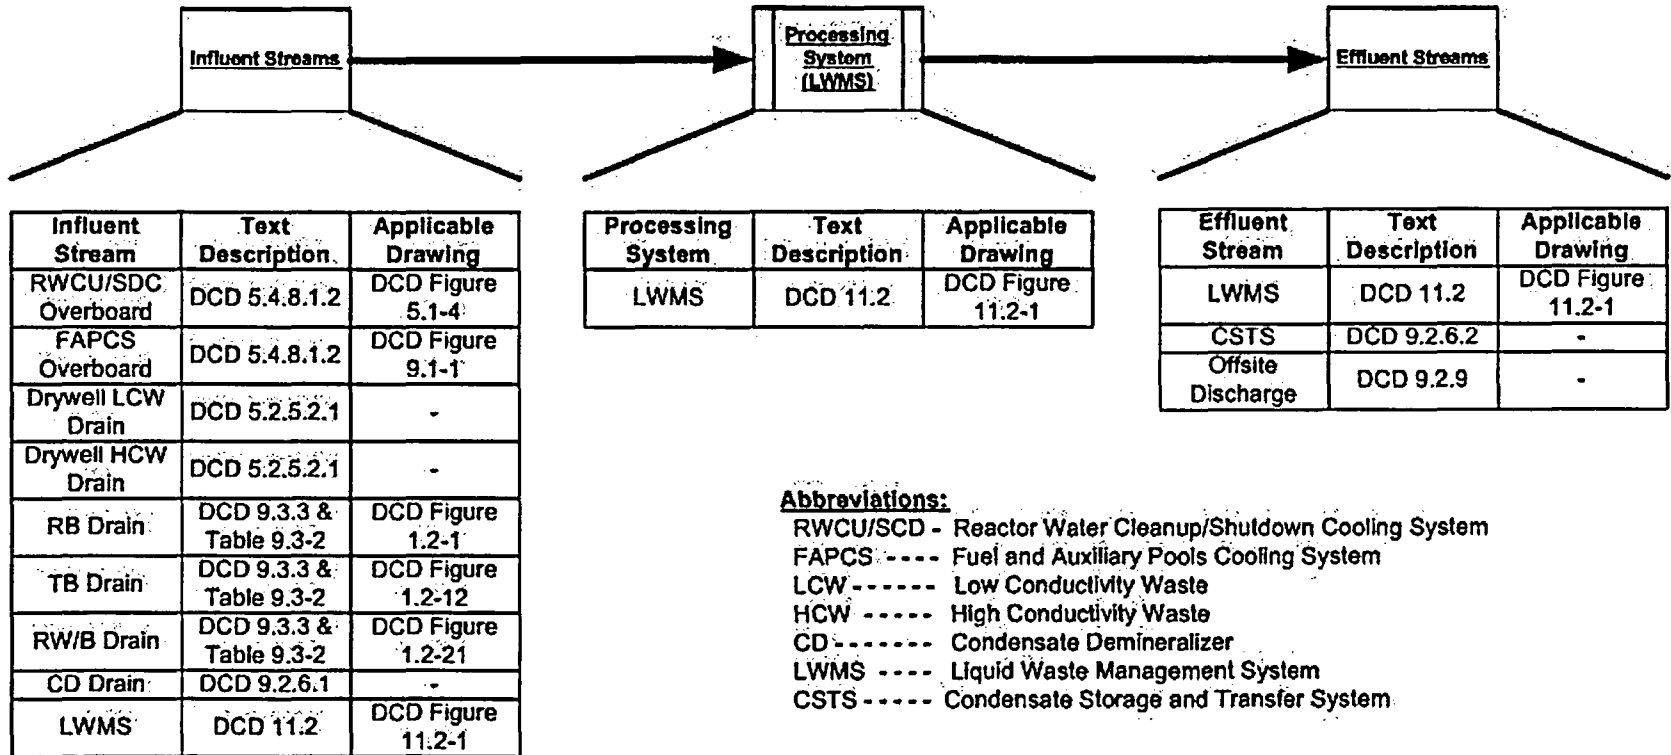 Influent Streams
Processing
System
(LWMS)
Effluent Streams
Influent Stream Text Description Applicable Drawing
RWCU/SDC Overboard DCD 5.4.8.1.2 DCD Figure 5.1-4
FAPCS Overboard DCD 5.4.8.1.2 DCD Figure 9.1-1
Drywell LCW Drain DCD 5.2.5.2.1 -
Drywell HCW Drain DCD 5.2.5.2.1 -
RB Drain DCD 9.3.3 & Table 9.3-2 DCD Figure 1.2-1
TB Drain DCD 9.3.3 & Table 9.3-2 DCD Figure 1.2-12
RW/B Drain DCD 9.3.3 & Table 9.3-2 DCD Figure 1.2-21
CD Drain DCD 9.2.6.1 -
LWMS DCD 11.2 DCD Figure 11.2-1
Processing System Text Description Applicable Drawing
LWMS DCD 11.2 DCD Figure 11.2-1
Effluent Stream Text Description Applicable Drawing
LWMS DCD 11.2 DCD Figure 11.2-1
CSTS DCD 9.2.6.2 -
Offsite Discharge DCD 9.2.9 -
Abbreviations:
RWCU/SCD - Reactor Water Cleanup/Shutdown Cooling System
FAPCS - - - - Fuel and Auxiliary Pools Cooling System
LCW - - - - - - Low Conductivity Waste
HCW - - - - - High Conductivity Waste
CD - - - - - - - Condensate Demineralizer
LWMS - - - - Liquid Waste Management System
CSTS - - - - - Condensate Storage and Transfer System